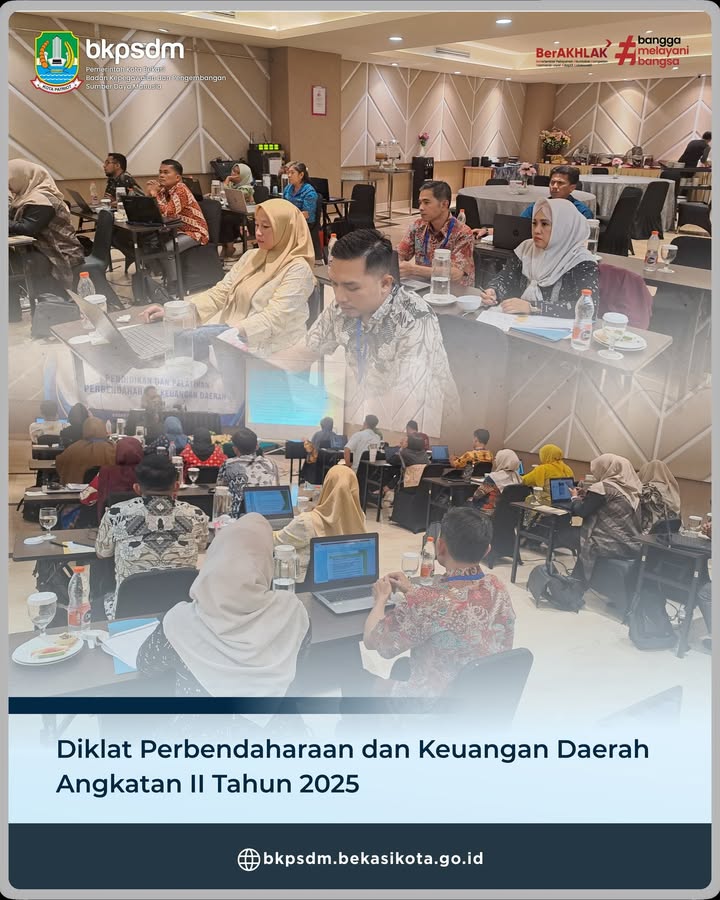 bkpsdm
Pemerintah Kota Bekasi
Badan Kepegawaian dan Pengembangan
Sumber Daya Manusia
KOTA PATRIOT
BerAKHLAK
#bangga
melayani
bangsa
PENDIDIKAN DAN PELATIHAN
PERBENDAHARAAN KEUANGAN DAERAH
Diklat Perbendaharaan dan Keuangan Daerah
Angkatan II Tahun 2025
bkpsdm.bekasikota.go.id